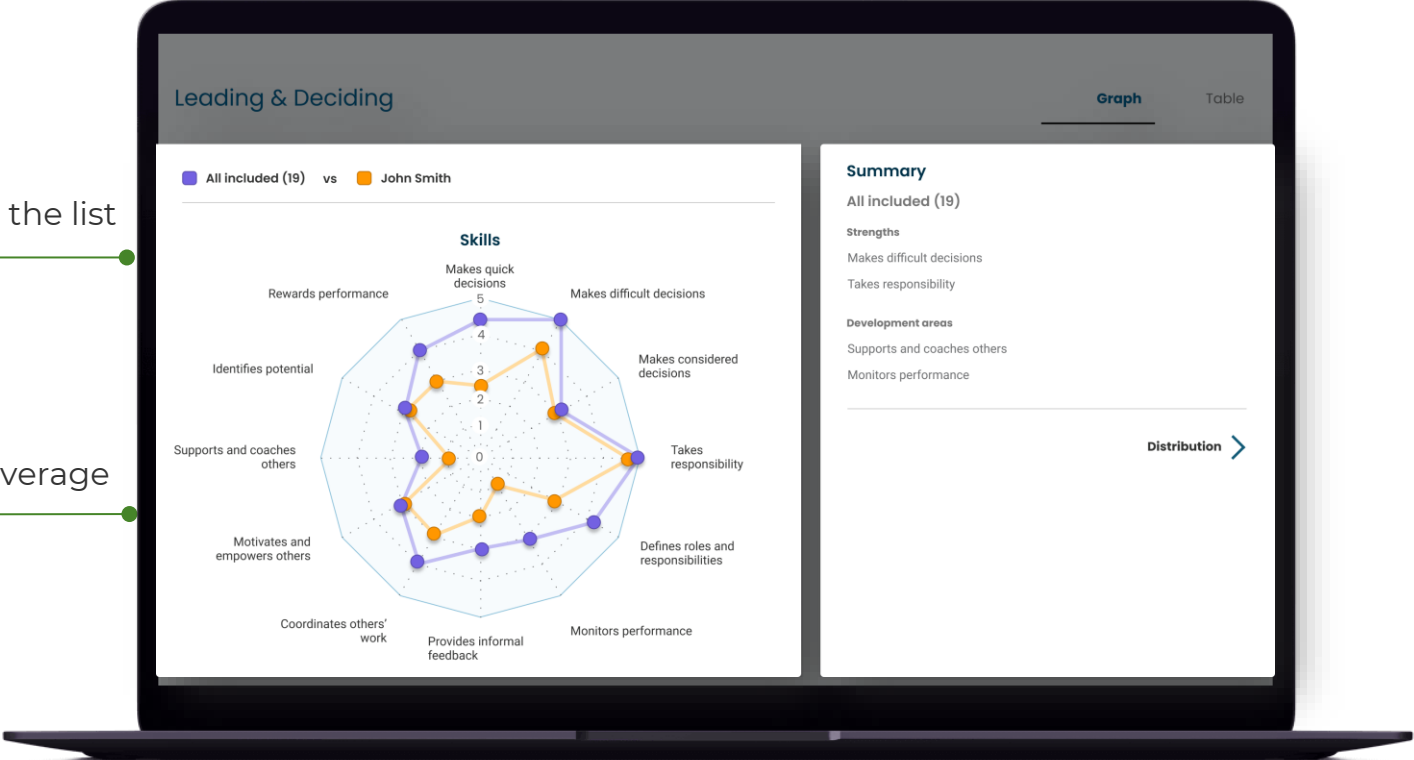 the list
verage
Leading & Deciding
Graph
Table
All included (19) vs John Smith
Skills
Makes quick
decisions
Makes difficult decisions
Makes considered
decisions
Takes
responsibility
Defines roles and
responsibilities
Monitors performance
Provides informal
feedback
Coordinates others'
work
Motivates and
empowers others
Supports and coaches
others
Identifies potential
Rewards performance
5
4
3
2
1
0
Summary
All included (19)
Strengths
Makes difficult decisions
Takes responsibility
Development areas
Supports and coaches others
Monitors performance
Distribution